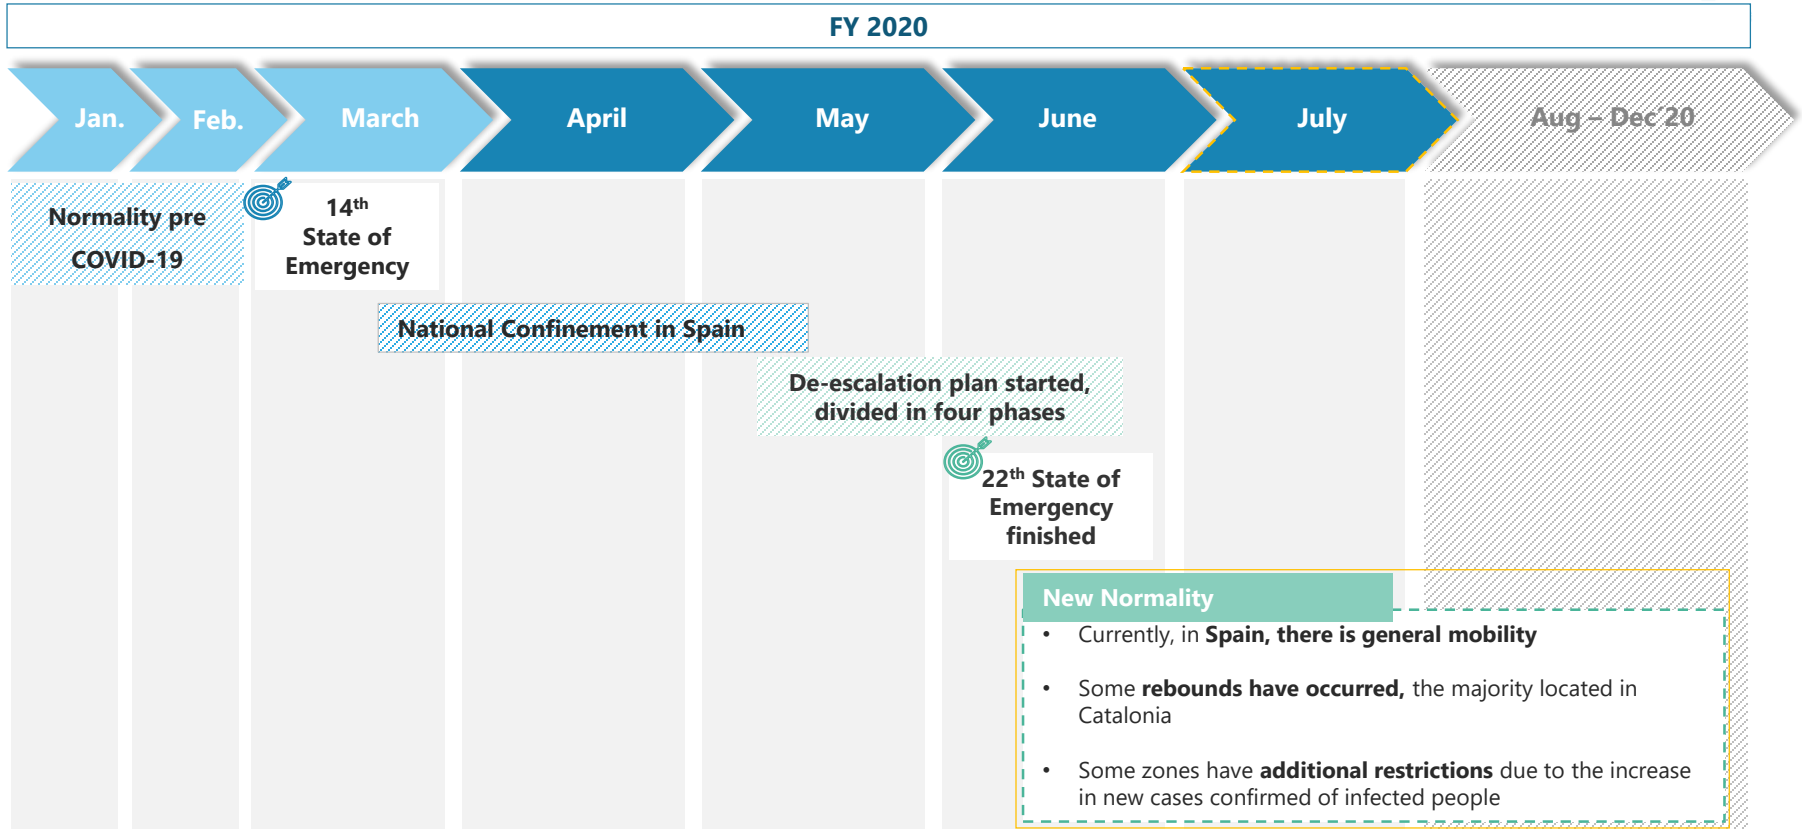 FY 2020
Jan.
Feb.
March
April
May
June
July
Aug – Dec´20
Normality pre
COVID-19
14th
State of
Emergency
National Confinement in Spain
De-escalation plan started,
divided in four phases
22th State of
Emergency
finished
New Normality
• Currently, in Spain, there is general mobility
• Some rebounds have occurred, the majority located in
Catalonia
• Some zones have additional restrictions due to the increase
in new cases confirmed of infected people